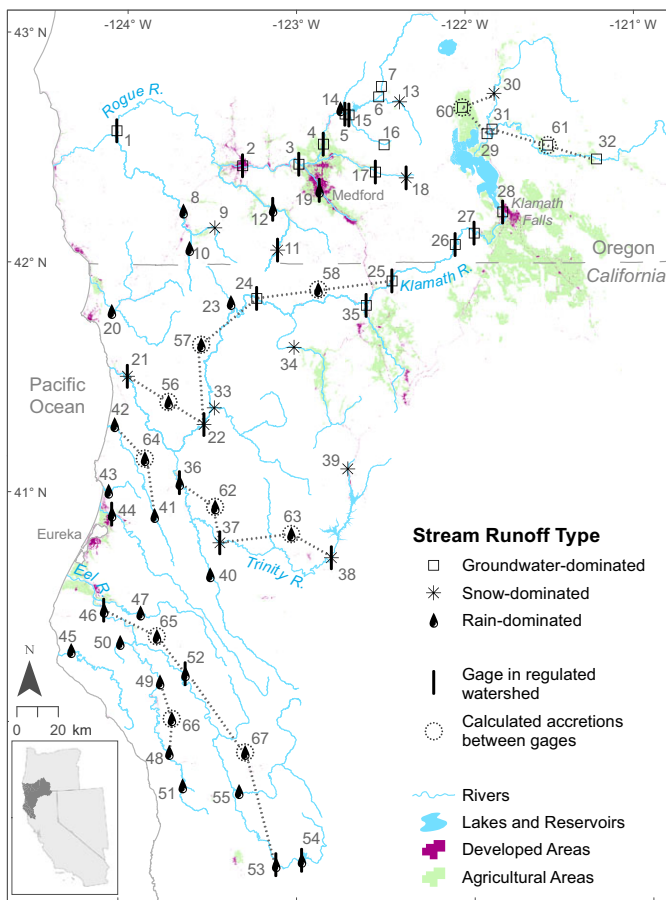 -124° W
-123° W
-122° W
-121° W
43° N
42° N
41° N
Rogue R.
1
2
3
4
5
6
7
8
9
10
11
12
13
14
15
16
17
18
19
Medford
20
21
22
23
24
25
26
27
28
Klamath
Falls
29
30
31
32
33
34
35
36
37
38
39
40
41
42
43
44
45
46
47
48
49
50
51
52
53
54
55
56
57
58
60
61
62
63
64
65
66
67
Oregon
California
Klamath R.
Pacific
Ocean
Eureka
Eel R.
Trinity R.
N
0 20 km
Stream Runoff Type
Groundwater-dominated
Snow-dominated
Rain-dominated
Gage in regulated
watershed
Calculated accretions
between gages
Rivers
Lakes and Reservoirs
Developed Areas
Agricultural Areas